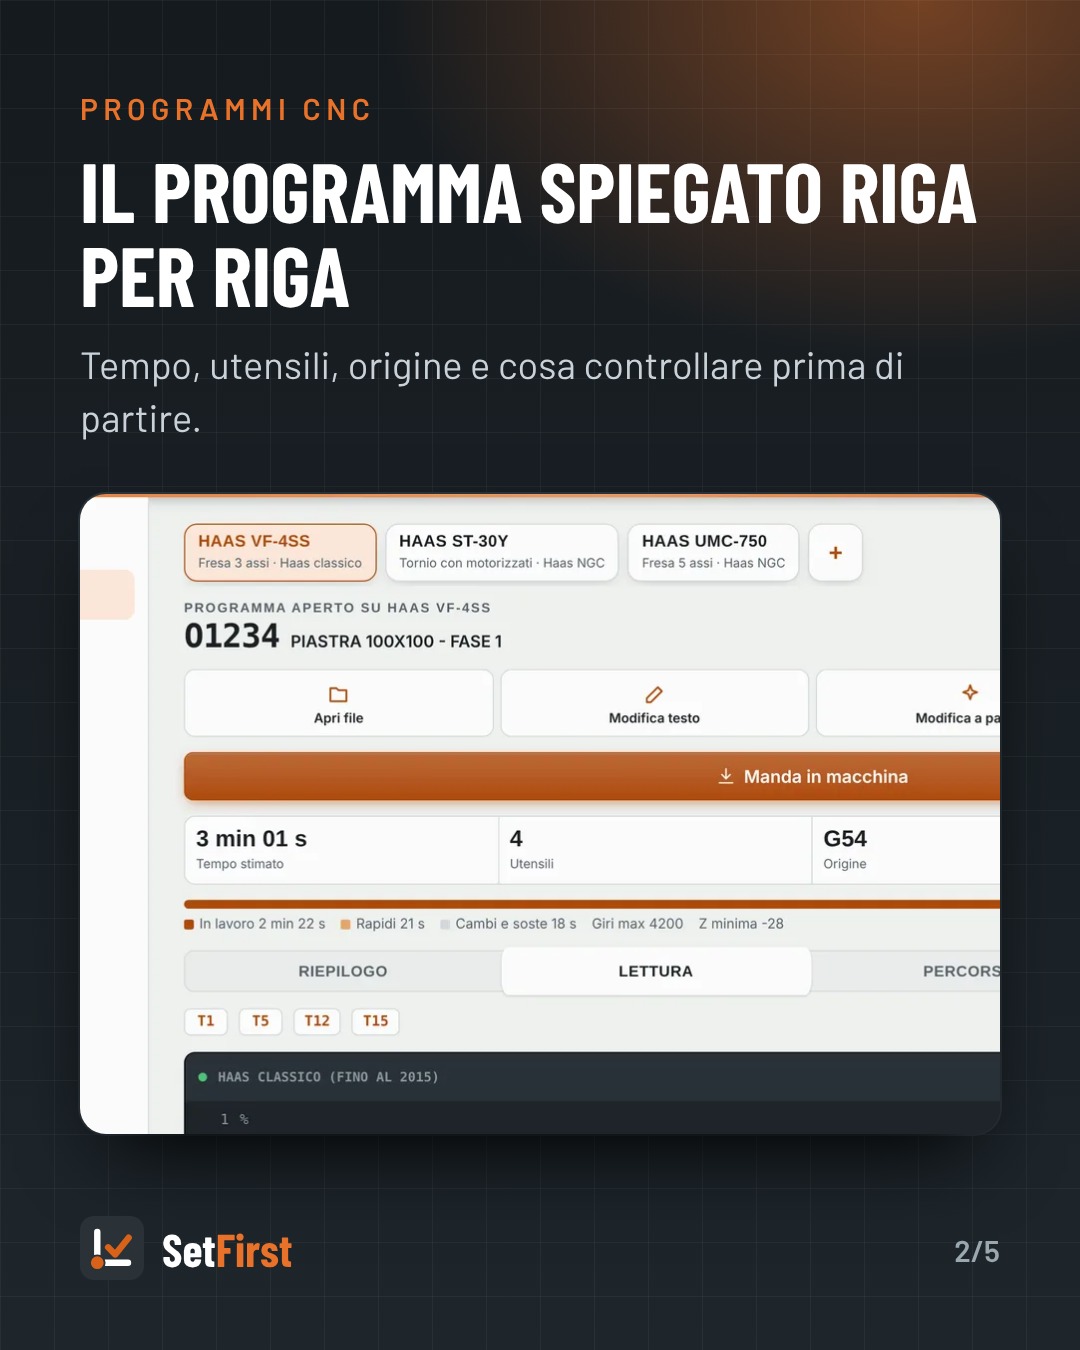 PROGRAMMI CNC
IL PROGRAMMA SPIEGATO RIGA
PER RIGA
Tempo, utensili, origine e cosa controllare prima di
partire.
HAAS VF-4SS
Fresa 3 assi · Haas classico
HAAS ST-30Y
Tornio con motorizzati · Haas NGC
HAAS UMC-750
Fresa 5 assi · Haas NGC
+
PROGRAMMA APERTO SU HAAS VF-4SS
O1234 PIASTRA 100X100 - FASE 1
Apri file
Modifica testo
Modifica a pa
Manda in macchina
3 min 01 s
Tempo stimato
4
Utensili
G54
Origine
In lavoro 2 min 22 s Rapidi 21 s Cambi e soste 18 s Giri max 4200 Z minima -28
RIEPILOGO LETTURA PERCORS
T1 T5 T12 T15
HAAS CLASSICO (FINO AL 2015)
1 %
SetFirst
2/5